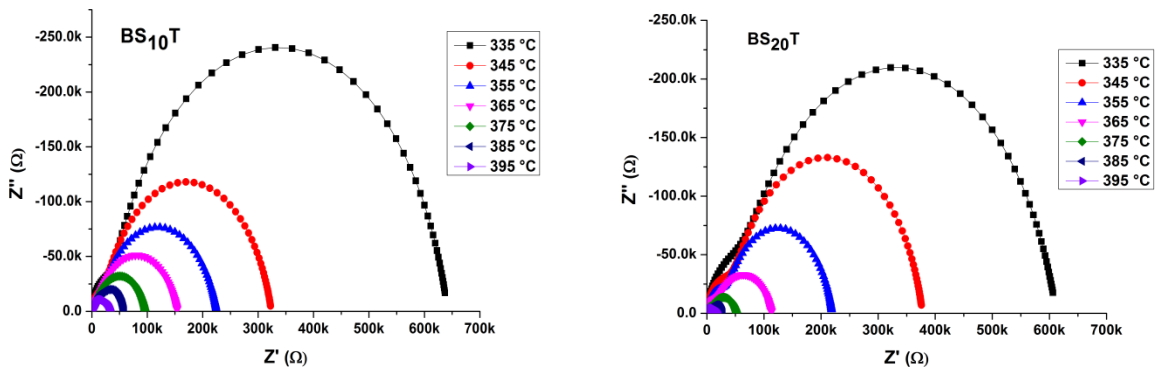 BS10T
-250.0k
-200.0k
-150.0k
-100.0k
-50.0k
0.0
Z'' (Ω)
0 100k 200k 300k 400k 500k 600k 700k
Z' (Ω)
335 °C
345 °C
355 °C
365 °C
375 °C
385 °C
395 °C
BS20T
-250.0k
-200.0k
-150.0k
-100.0k
-50.0k
0.0
Z'' (Ω)
0 100k 200k 300k 400k 500k 600k 700k
Z' (Ω)
335 °C
345 °C
355 °C
365 °C
375 °C
385 °C
395 °C